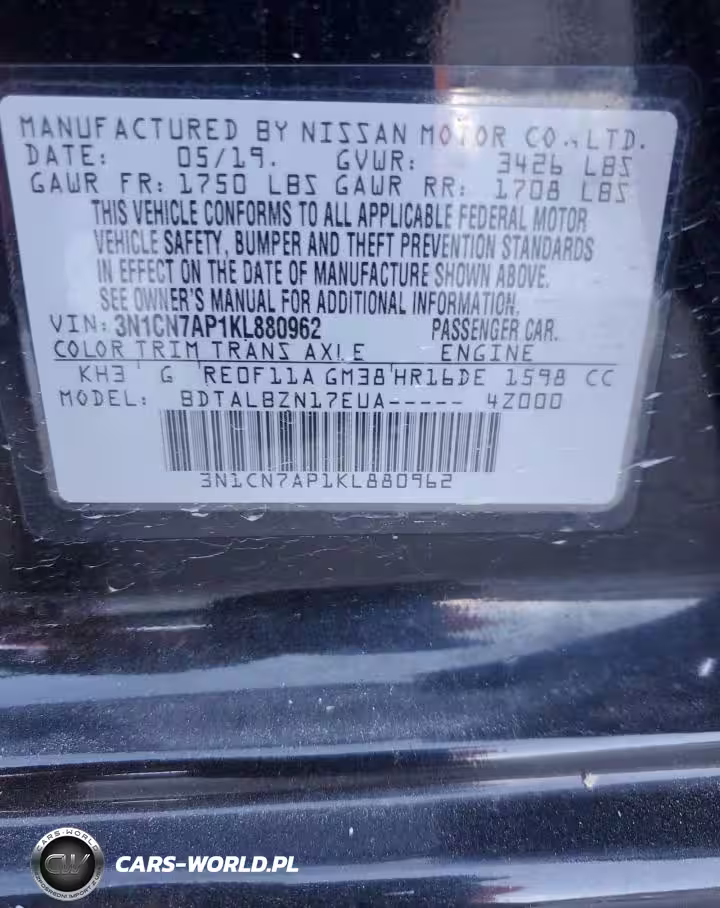 MANUFACTURED BY NISSAN MOTOR CO., LTD.
DATE: 05/19. GVWR: 3426 LBS
GAWR FR: 1750 LBS GAWR RR: 1708 LBS
THIS VEHICLE CONFORMS TO ALL APPLICABLE FEDERAL MOTOR
VEHICLE SAFETY, BUMPER AND THEFT PREVENTION STANDARDS
IN EFFECT ON THE DATE OF MANUFACTURE SHOWN ABOVE.
SEE OWNER'S MANUAL FOR ADDITIONAL INFORMATION.
VIN: 3N1CN7AP1KL880962 PASSENGER CAR.
COLOR TRIM TRANS AXLE ENGINE
KH3 G RE0F11A GM38 HR16DE 1598 CC
MODEL: BDTALBZN17EUA----- 4Z000
3N1CN7AP1KL880962
CARS-WORLD
CW
CARS-WORLD.PL